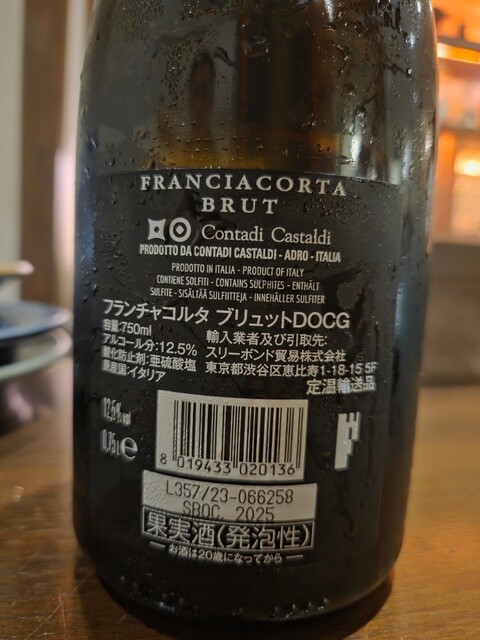 FRANCIACORTA
BRUT
Contadi Castaldi
PRODOTTO DA CONTADI CASTALDI - ADRO - ITALIA
PRODOTTO IN ITALIA - PRODUCT OF ITALY
CONTIENE SOLFITI - CONTAINS SULPHITES - ENTHÄLT
SULFITE - SISÄLTÄÄ SULFIITTEJA - INNEHÅLLER SULFITER
フランチャコルタ ブリュットDOCG
容量:750ml
アルコール分:12.5%
酸化防止剤:亜硫酸塩
原産国:イタリア
輸入業者及び引取先:
スリーボンド貿易株式会社
東京都渋谷区恵比寿1-18-15 5F
定温輸送品
12,5%vol
0,75l e
8 019433 020136
L357/23-066258
SBOC. 2025
果実酒(発泡性)
お酒は20歳になってから